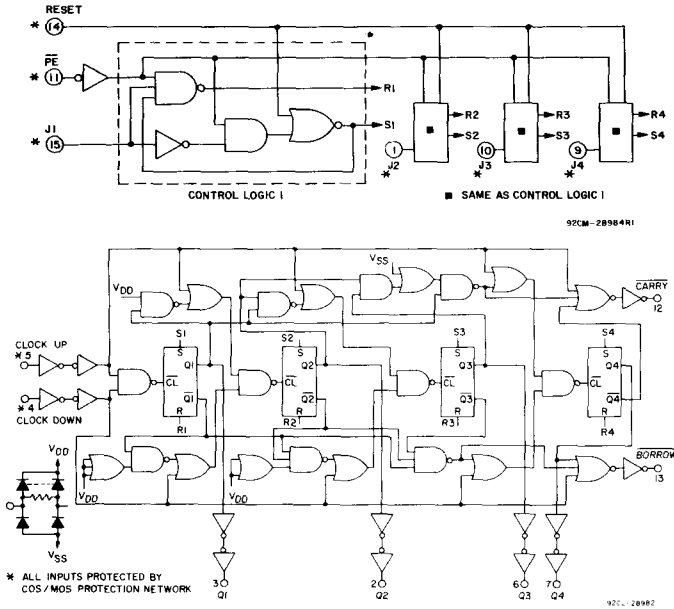 RESET
* 14
PE
* 11
J1
* 15
*
R1
S1
CONTROL LOGIC 1
R2
S2
R3
S3
R4
S4
1
J2
*
10
J3
*
9
J4
*
■ SAME AS CONTROL LOGIC 1
92CM-28984R1
VSS
VDD
CARRY
12
CLOCK UP
* 5
* 4
CLOCK DOWN
S1
S
Q1
CL
Q1
R
R1
S2
S
Q2
CL
Q2
R
R2
S3
S
Q3
CL
Q3
R
R3
S4
S
Q4
CL
Q4
R
R4
VDD
VDD
VDD
VSS
BORROW
13
3
Q1
2
Q2
6
Q3
7
Q4
* ALL INPUTS PROTECTED BY
COS/MOS PROTECTION NETWORK